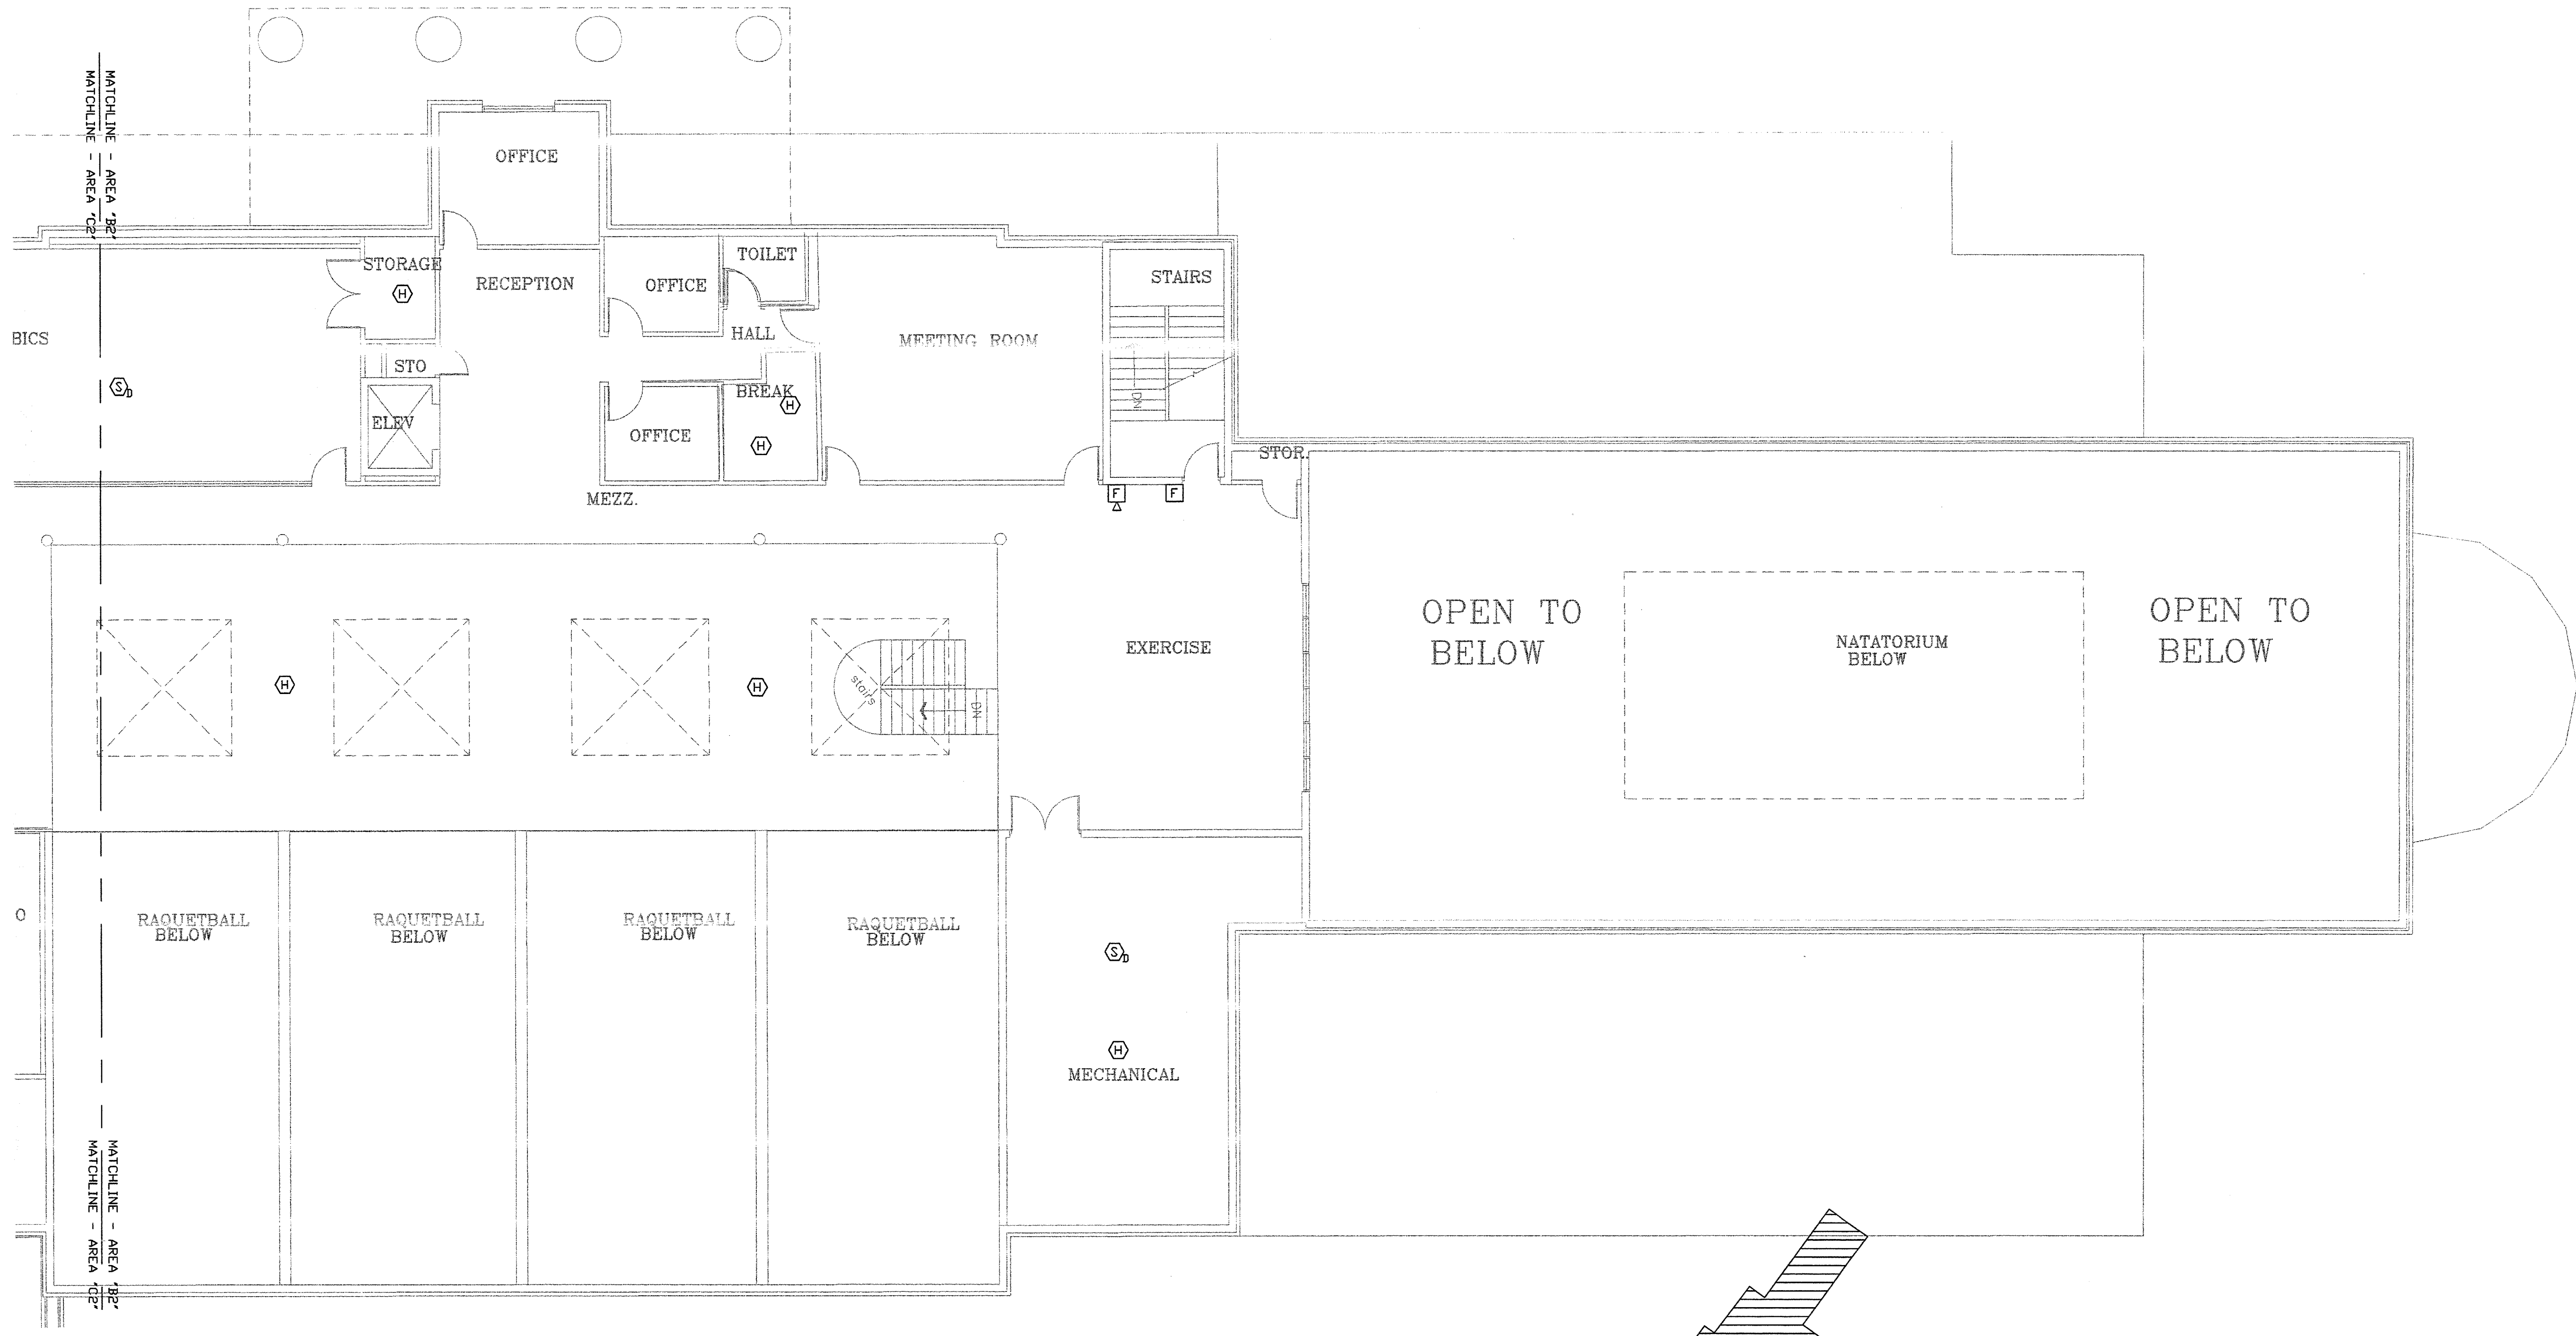 MATCHLINE - AREA "B2"
MATCHLINE - AREA "C2"
OFFICE
STORAGE
H
RECEPTION
OFFICE
TOILET
STAIRS
BICS
HALL
MEETING ROOM
STO
SD
BREAK
H
DN
ELEV
OFFICE
H
STOR.
MEZZ.
F
F
OPEN TO
BELOW
NATATORIUM
BELOW
OPEN TO
BELOW
EXERCISE
H
H
stairs
DN
O
RAQUETBALL
BELOW
RAQUETBALL
BELOW
RAQUETBALL
BELOW
RAQUETBALL
BELOW
SD
H
MECHANICAL
MATCHLINE - AREA "B2"
MATCHLINE - AREA "C2"